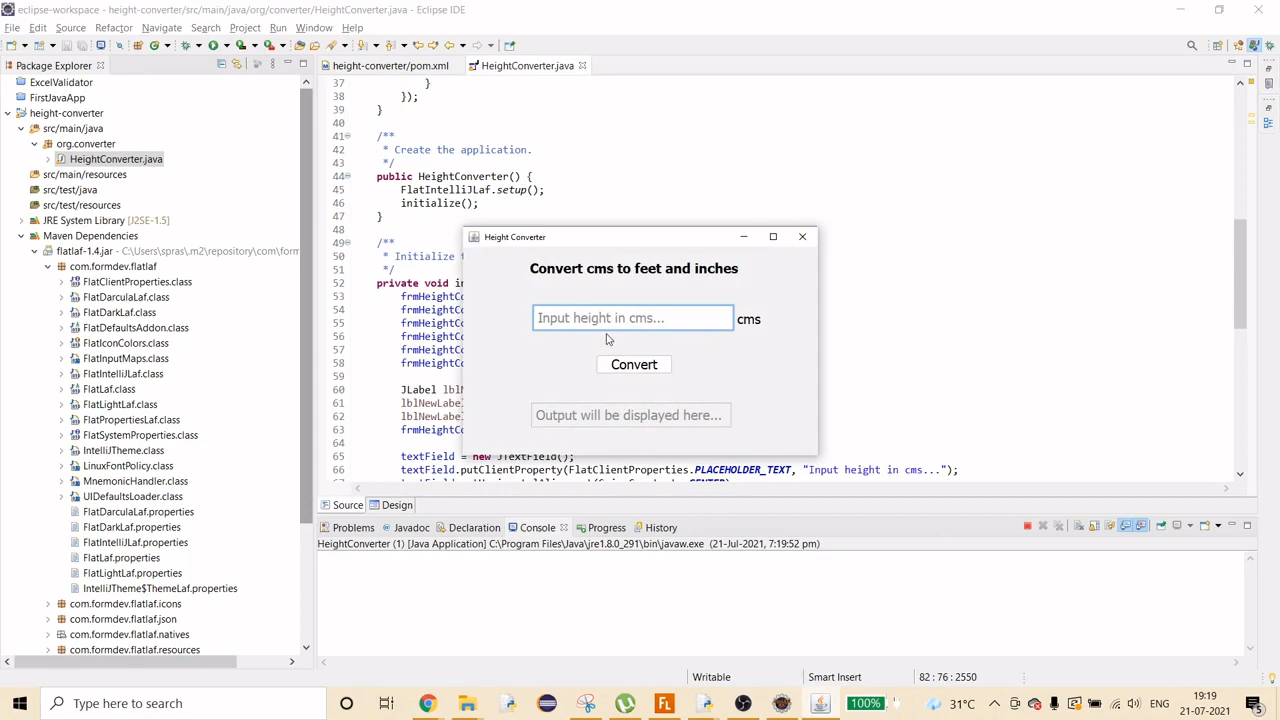 eclipse-workspace - height-converter/src/main/java/org/converter/HeightConverter.java - Eclipse IDE
File Edit Source Refactor Navigate Search Project Run Window Help
Package Explorer
ExcelValidator
FirstJavaApp
height-converter
src/main/java
org.converter
HeightConverter.java
src/main/resources
src/test/java
src/test/resources
JRE System Library [J2SE-1.5]
Maven Dependencies
flatlaf-1.4.jar - C:\Users\spras\.m2\repository\com\form
com.formdev.flatlaf
FlatClientProperties.class
FlatDarculaLaf.class
FlatDarkLaf.class
FlatDefaultsAddon.class
FlatIconColors.class
FlatInputMaps.class
FlatIntelliJLaf.class
FlatLaf.class
FlatLightLaf.class
FlatPropertiesLaf.class
FlatSystemProperties.class
IntelliJTheme.class
LinuxFontPolicy.class
MnemonicHandler.class
UIDefaultsLoader.class
FlatDarculaLaf.properties
FlatDarkLaf.properties
FlatIntelliJLaf.properties
FlatLaf.properties
FlatLightLaf.properties
IntelliJTheme$ThemeLaf.properties
com.formdev.flatlaf.icons
com.formdev.flatlaf.json
com.formdev.flatlaf.natives
com.formdev.flatlaf.resources
height-converter/pom.xml HeightConverter.java
37 }
38 });
39 }
40
41 /**
42 * Create the application.
43 */
44 public HeightConverter() {
45 FlatIntelliJLaf.setup();
46 initialize();
47 }
48
49 /**
50 * Initialize t
51 */
52 private void in
53 frmHeightCo
54 frmHeightCo
55 frmHeightCo
56 frmHeightCo
57 frmHeightCo
58 frmHeightCo
59
60 JLabel lblN
61 lblNewLabel
62 lblNewLabel
63 frmHeightCo
64
65 textField = new JTextField();
66 textField.putClientProperty(FlatClientProperties.PLACEHOLDER_TEXT, "Input height in cms...");
Height Converter
Convert cms to feet and inches
Input height in cms... cms
Convert
Output will be displayed here...
Source Design
Problems Javadoc Declaration Console Progress History
HeightConverter (1) [Java Application] C:\Program Files\Java\jre1.8.0_291\bin\javaw.exe (21-Jul-2021, 7:19:52 pm)
Writable Smart Insert 82 : 76 : 2550
Type here to search
100%
31°C
19:19
21-07-2021
5